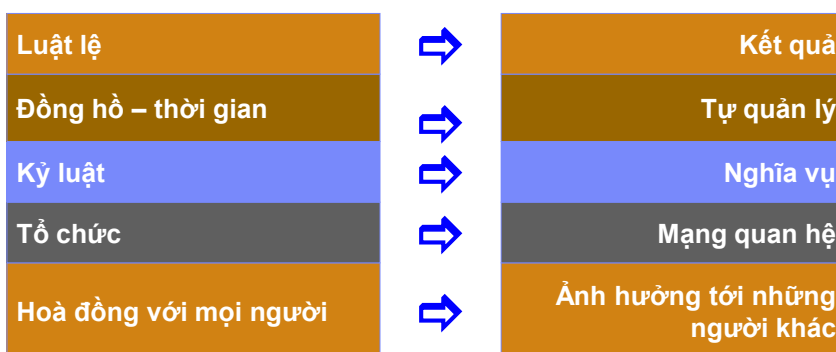 Luật lệ
Kết quả
Đồng hồ – thời gian
Tự quản lý
Kỷ luật
Nghĩa vụ
Tổ chức
Mạng quan hệ
Hoà đồng với mọi người
Ảnh hưởng tới những
người khác